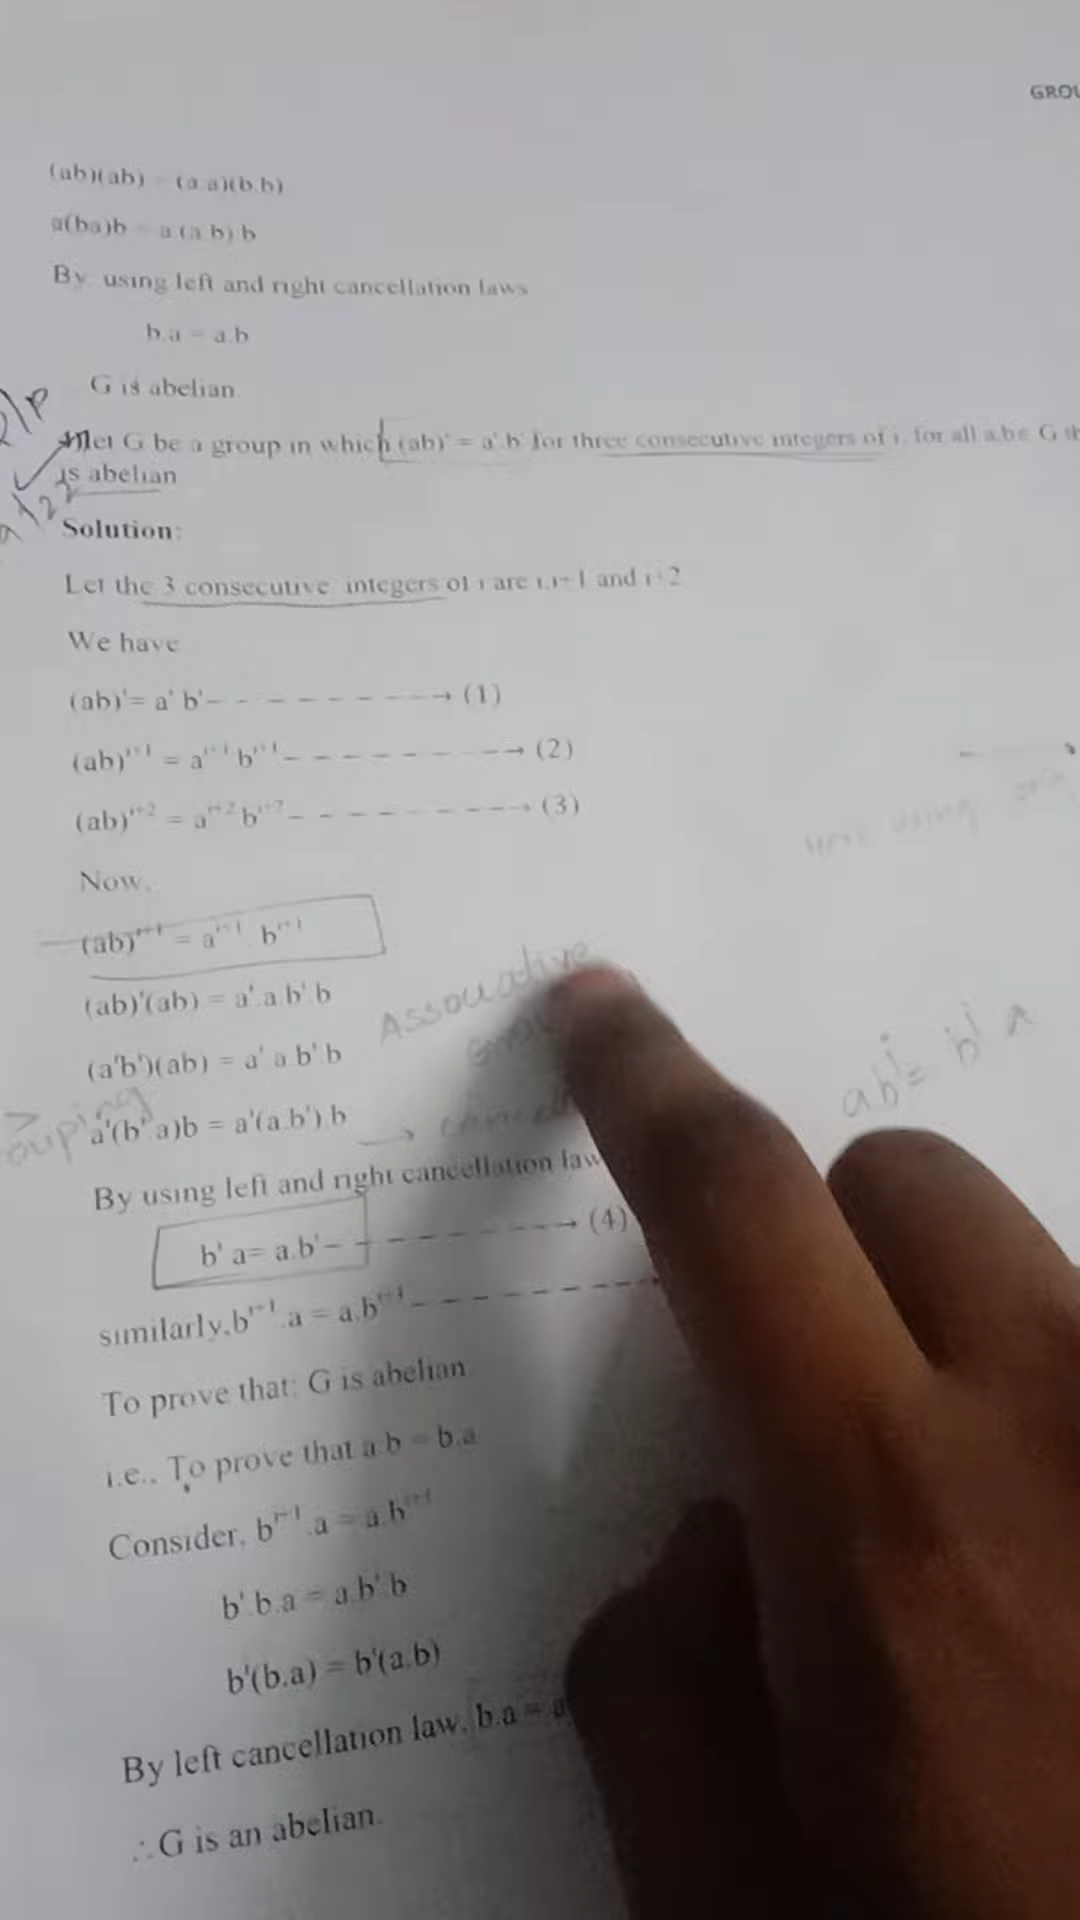 GROU
(ab)(ab) = (a.a)(b.b)
a(ba)b = a (a.b) b
By using left and right cancellation laws
b.a = a.b
G is abelian
let G be a group in which (ab)ⁱ = aⁱ.bⁱ for three consecutive integers of i, for all a,b∈ G th
is abelian
Solution:
Let the 3 consecutive integers of i are i,i+1 and i+2
We have
(ab)ⁱ= aⁱ bⁱ- - - - - - - - → (1)
(ab)ⁱ⁺¹ = aⁱ⁺¹ bⁱ⁺¹- - - - - - - - → (2)
(ab)ⁱ⁺² = aⁱ⁺² bⁱ⁺²- - - - - - - - → (3)
using
Now,
(ab)ⁱ⁺¹ = aⁱ⁺¹ bⁱ⁺¹
(ab)ⁱ(ab) = aⁱ.a.bⁱ.b
Associative
(aⁱbⁱ)(ab) = aⁱ a.bⁱ.b
abⁱ = bⁱ a
ouping
aⁱ(bⁱ.a)b = aⁱ(a.bⁱ).b →
By using left and right cancellation law
bⁱ a= a.bⁱ- - - - - - - - → (4)
similarly,bⁱ⁺¹.a = a.bⁱ⁺¹- - - - - - -
To prove that: G is abelian.
i.e., To prove that a.b = b.a
Consider, bⁱ⁺¹.a = a.bⁱ⁺¹
bⁱ.b.a = a.bⁱ.b
bⁱ(b.a) = bⁱ(a.b)
By left cancellation law, b.a = a
∴G is an abelian.